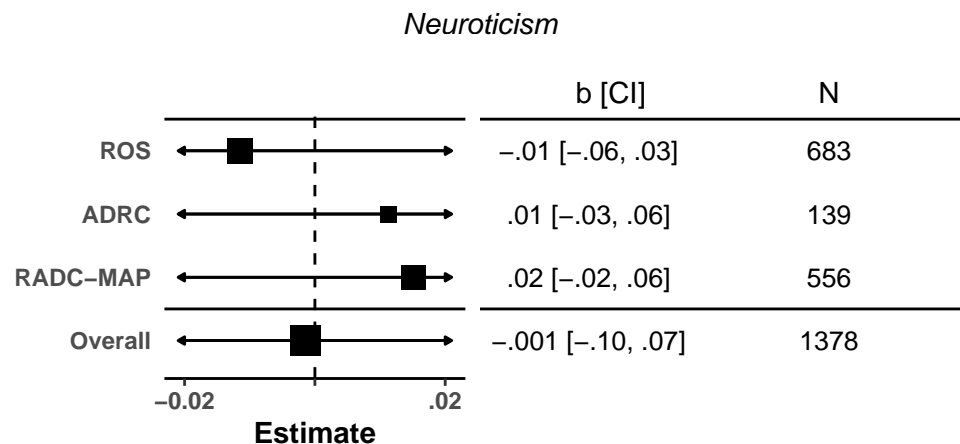 Neuroticism
b [CI] N
ROS −.01 [−.06, .03] 683
ADRC .01 [−.03, .06] 139
RADC−MAP .02 [−.02, .06] 556
Overall −.001 [−.10, .07] 1378
−0.02 .02
Estimate